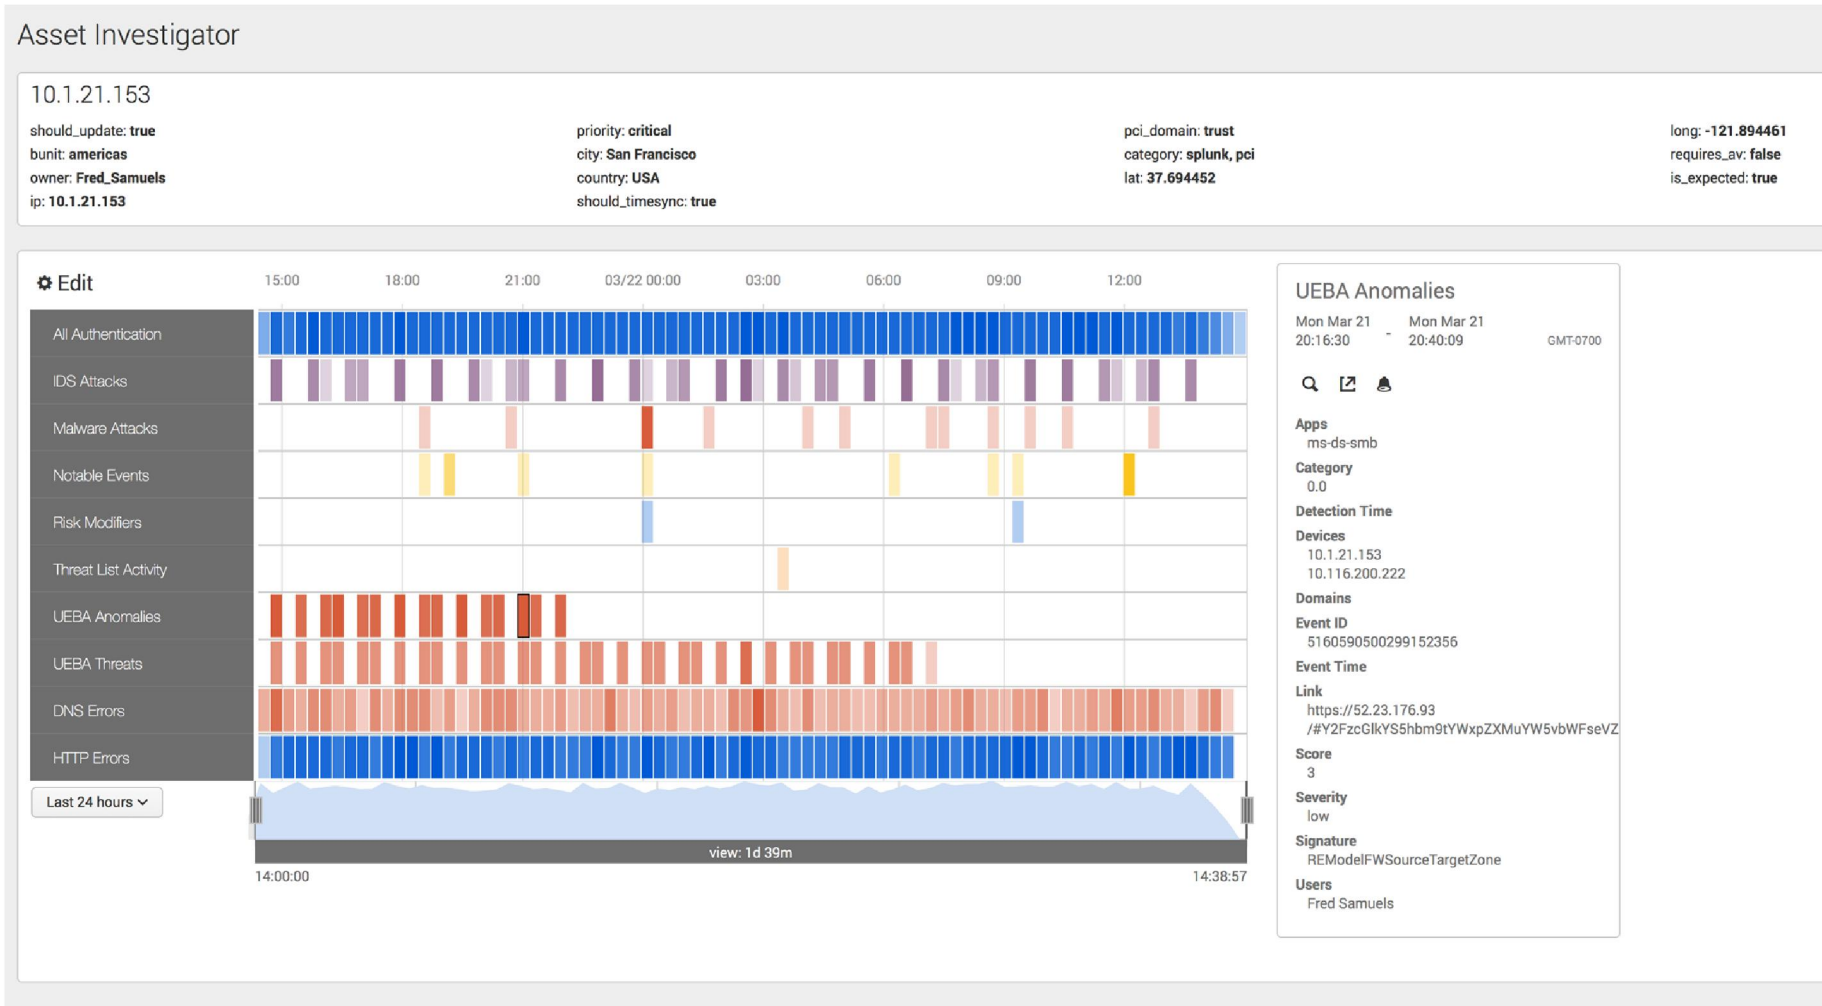 Asset Investigator
10.1.21.153
should_update: true
priority: critical
pci_domain: trust
long: -121.894461
bunit: americas
city: San Francisco
category: splunk, pci
requires_av: false
owner: Fred_Samuels
country: USA
lat: 37.694452
is_expected: true
ip: 10.1.21.153
should_timesync: true
Edit
15:00 18:00 21:00 03/22 00:00 03:00 06:00 09:00 12:00
All Authentication
IDS Attacks
Malware Attacks
Notable Events
Risk Modifiers
Threat List Activity
UEBA Anomalies
UEBA Threats
DNS Errors
HTTP Errors
Last 24 hours
view: 1d 39m
14:00:00
14:38:57
UEBA Anomalies
Mon Mar 21 Mon Mar 21
20:16:30 - 20:40:09 GMT-0700
Apps
ms-ds-smb
Category
0.0
Detection Time
Devices
10.1.21.153
10.116.200.222
Domains
Event ID
5160590500299152356
Event Time
Link
https://52.23.176.93
/#Y2FzcGlkYS5hbm9tYWxpZXMuYW5vbWFseVZ
Score
3
Severity
low
Signature
REModelFWSourceTargetZone
Users
Fred Samuels